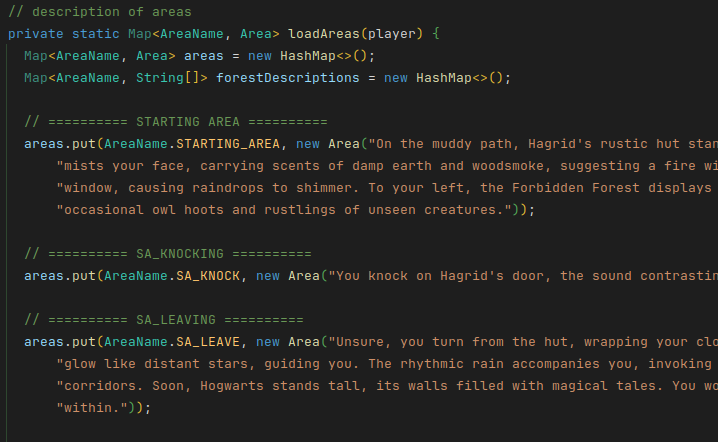 // description of areas
private static Map<AreaName, Area> loadAreas(player) {
Map<AreaName, Area> areas = new HashMap<>();
Map<AreaName, String[]> forestDescriptions = new HashMap<>();
// ========== STARTING AREA ==========
areas.put(AreaName.STARTING_AREA, new Area("On the muddy path, Hagrid's rustic hut stan
"mists your face, carrying scents of damp earth and woodsmoke, suggesting a fire wi
"window, causing raindrops to shimmer. To your left, the Forbidden Forest displays
"occasional owl hoots and rustlings of unseen creatures."));
// ========== SA_KNOCKING ==========
areas.put(AreaName.SA_KNOCK, new Area("You knock on Hagrid's door, the sound contrastin
// ========== SA_LEAVING ==========
areas.put(AreaName.SA_LEAVE, new Area("Unsure, you turn from the hut, wrapping your clo
"glow like distant stars, guiding you. The rhythmic rain accompanies you, invoking
"corridors. Soon, Hogwarts stands tall, its walls filled with magical tales. You wo
"within."));